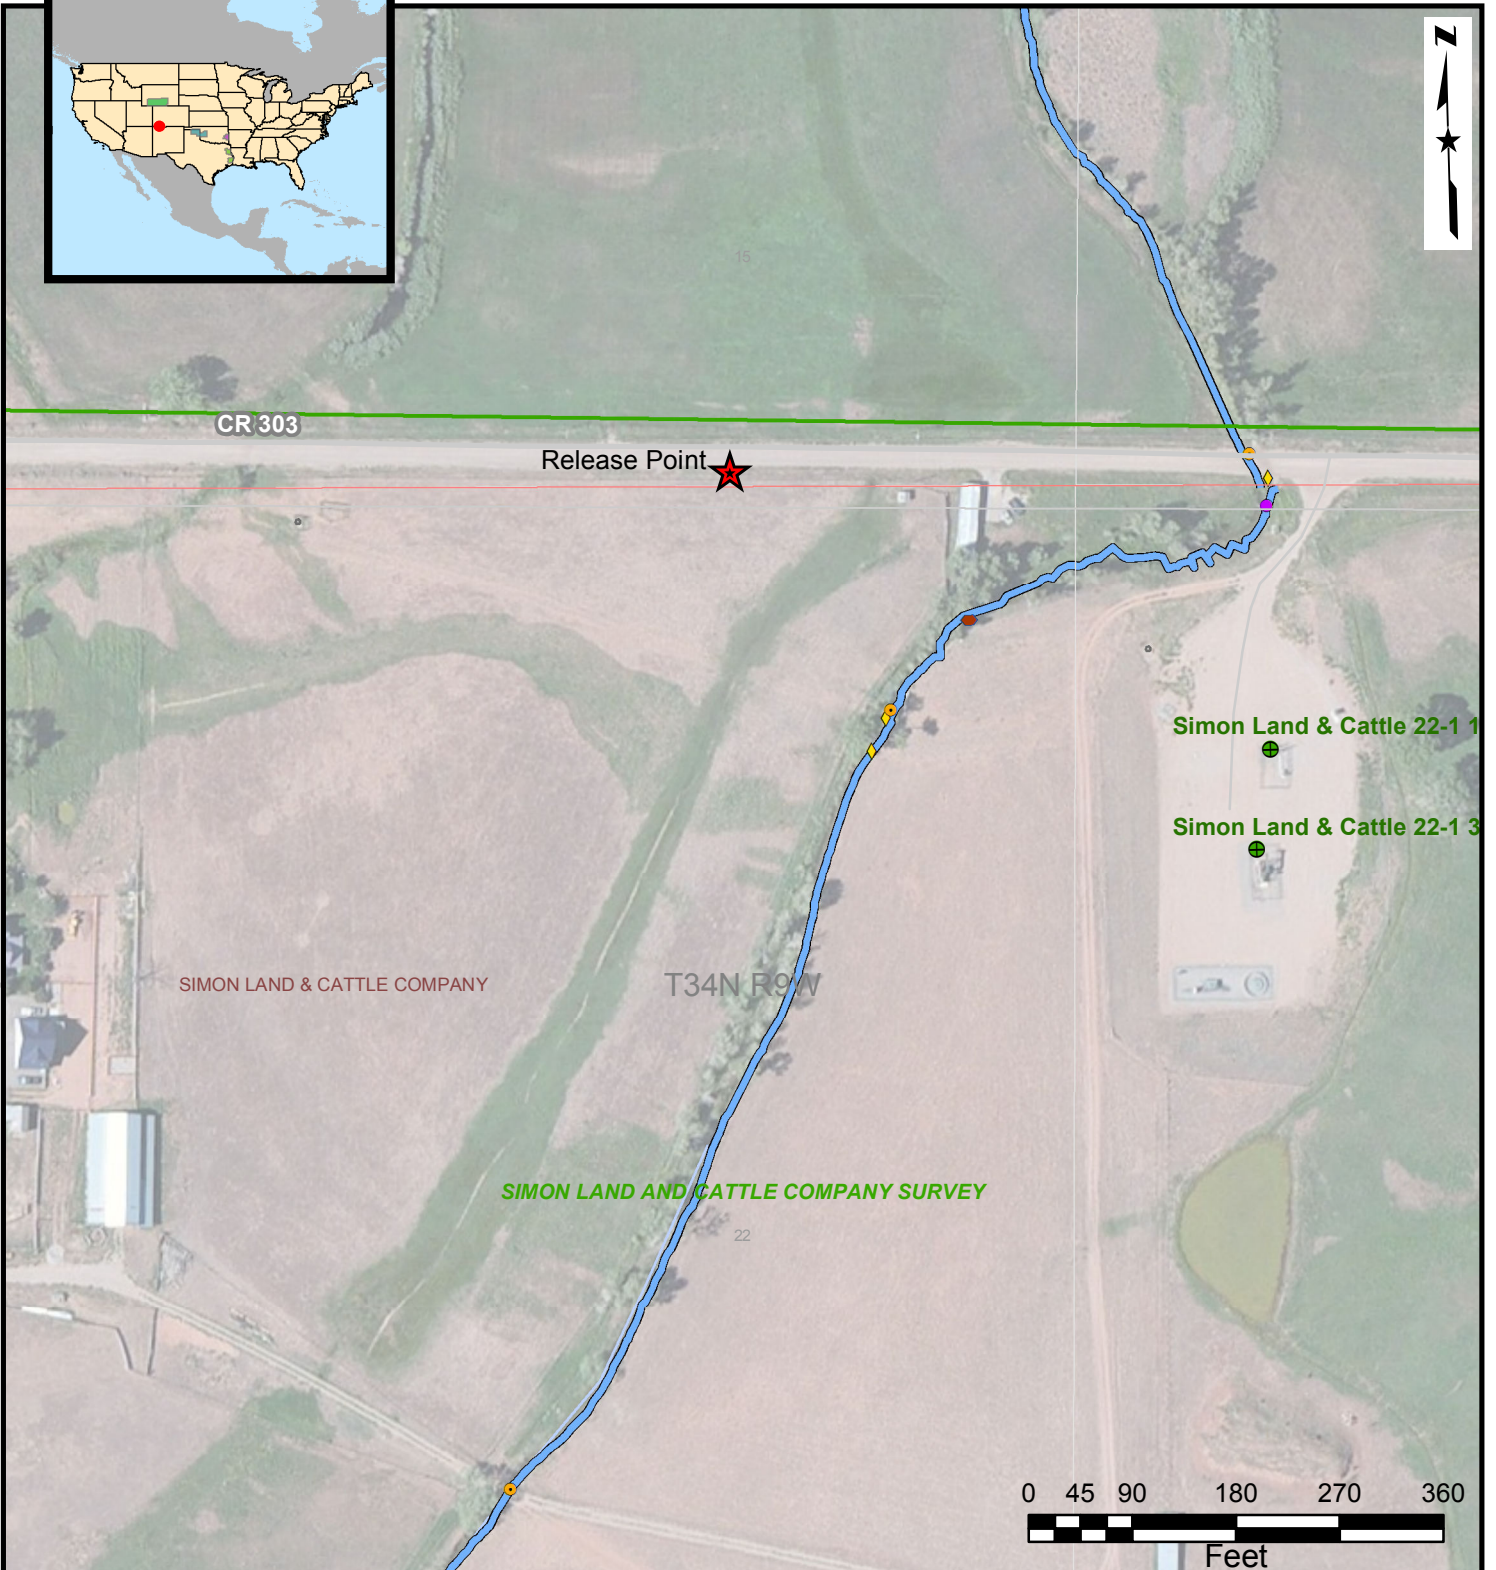 N
15
CR 303
Release Point
Simon Land & Cattle 22-1 1
Simon Land & Cattle 22-1 3
SIMON LAND & CATTLE COMPANY
T34N R9W
SIMON LAND AND CATTLE COMPANY SURVEY
22
0 45 90 180 270 360
Feet